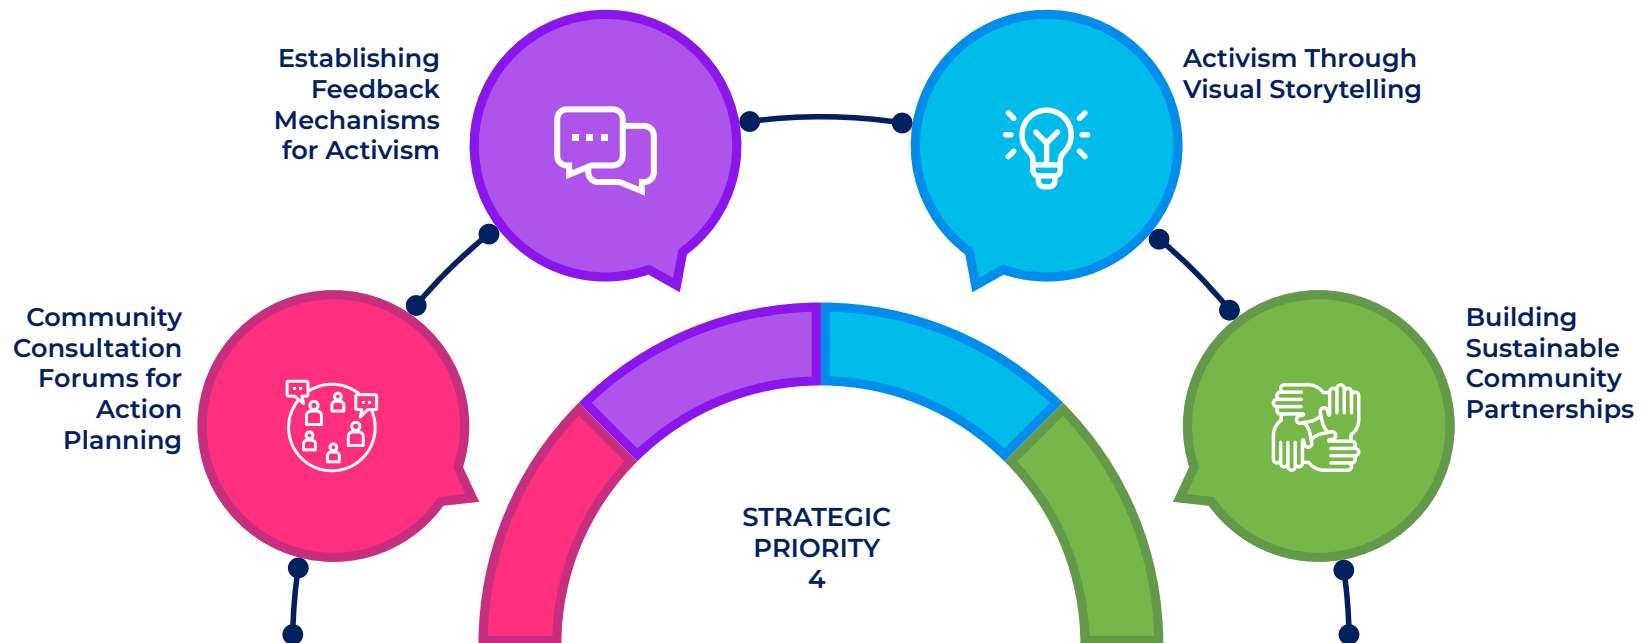 Establishing
Feedback
Mechanisms
for Activism
Activism Through
Visual Storytelling
Community
Consultation
Forums for
Action
Planning
Building
Sustainable
Community
Partnerships
STRATEGIC
PRIORITY
4